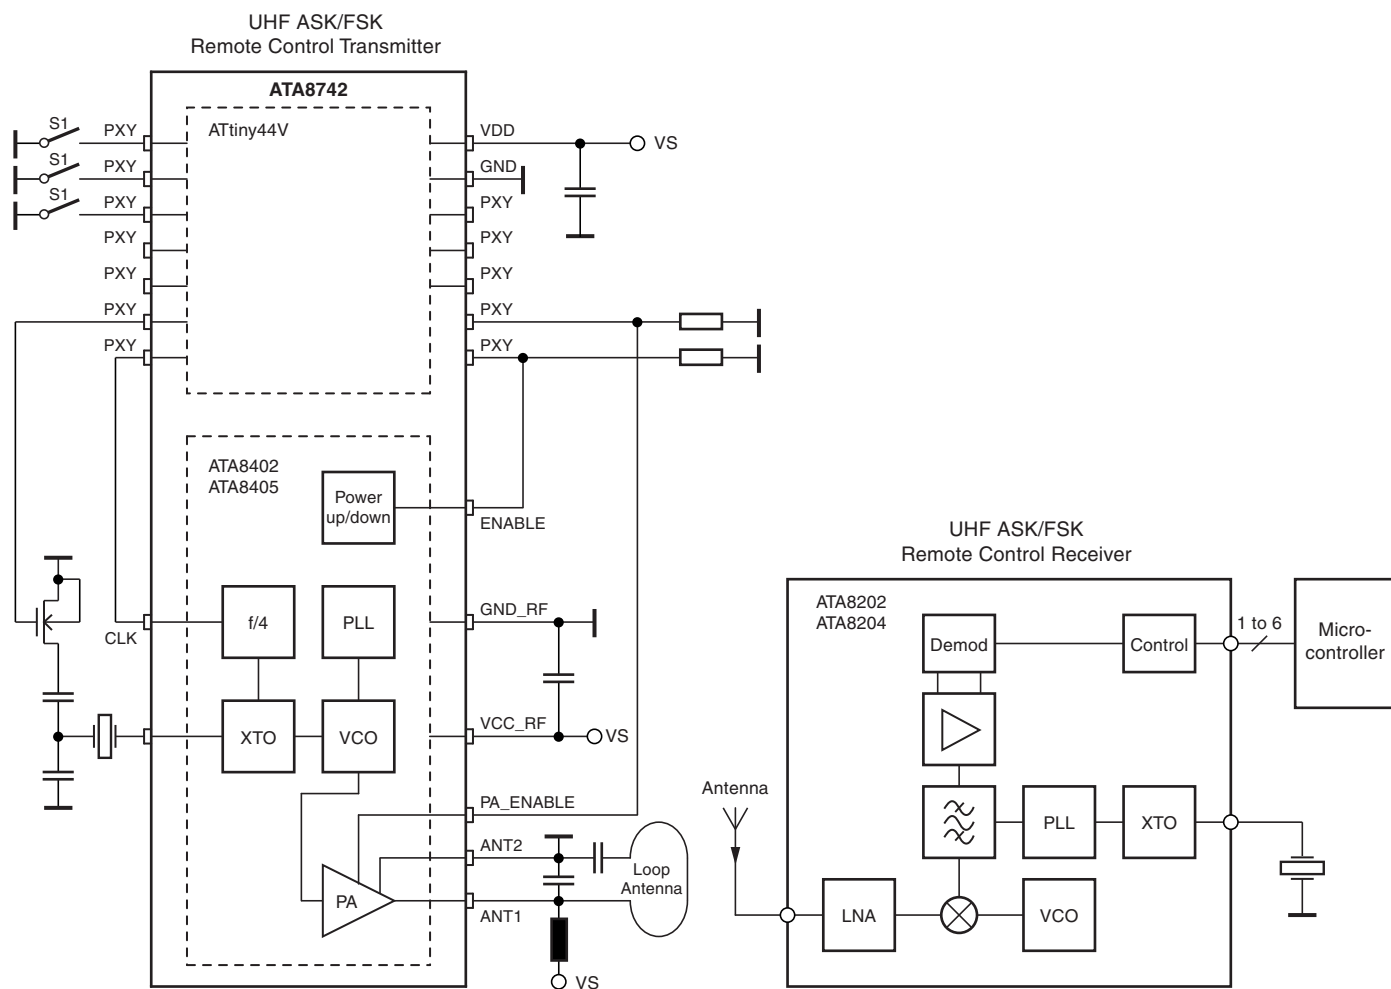 UHF ASK/FSK
Remote Control Transmitter
ATA8742
ATtiny44V
S1
PXY
S1
PXY
S1
PXY
PXY
PXY
PXY
PXY
VDD
VS
GND
PXY
PXY
PXY
PXY
PXY
ATA8402
ATA8405
Power
up/down
ENABLE
CLK
f/4
PLL
GND_RF
XTO
VCO
VCC_RF
VS
PA_ENABLE
ANT2
PA
ANT1
Loop
Antenna
VS
UHF ASK/FSK
Remote Control Receiver
ATA8202
ATA8204
Demod
Control
1 to 6
Micro-
controller
Antenna
PLL
XTO
LNA
VCO